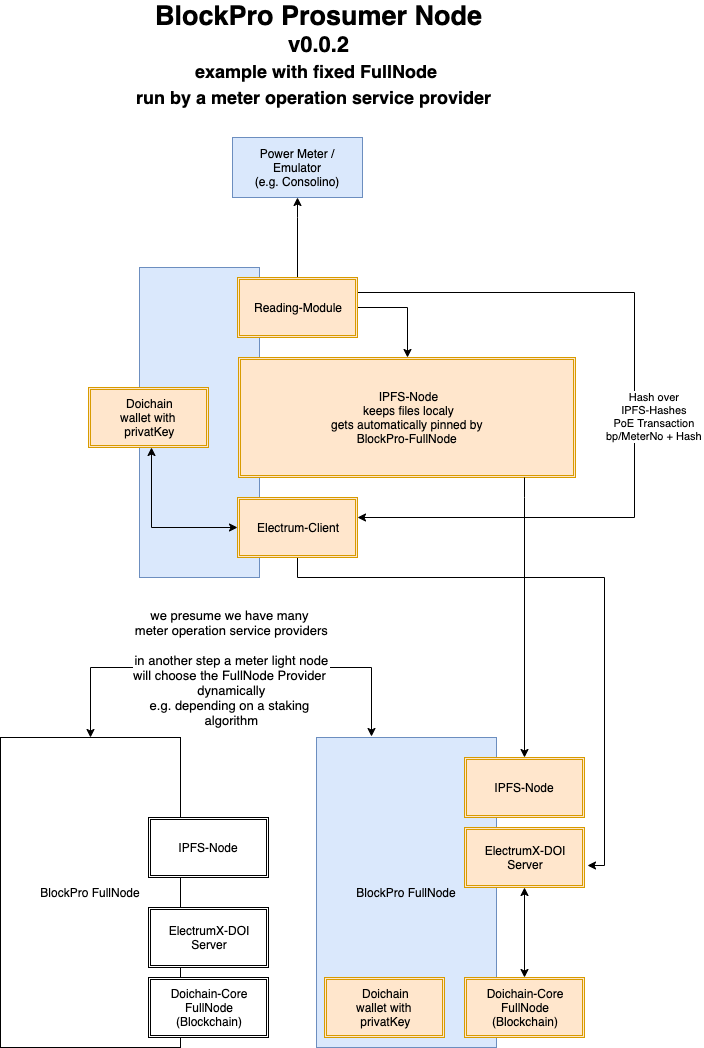 BlockPro Prosumer Node
v0.0.2
example with fixed FullNode
run by a meter operation service provider
Power Meter /
Emulator
(e.g. Consolino)
Reading-Module
IPFS-Node
keeps files localy
gets automatically pinned by
BlockPro-FullNode
Hash over
IPFS-Hashes
PoE Transaction
bp/MeterNo + Hash
Doichain
wallet with
privatKey
Electrum-Client
we presume we have many
meter operation service providers
in another step a meter light node
will choose the FullNode Provider
dynamically
e.g. depending on a staking
algorithm
BlockPro FullNode
IPFS-Node
ElectrumX-DOI
Server
Doichain-Core
FullNode
(Blockchain)
BlockPro FullNode
IPFS-Node
ElectrumX-DOI
Server
Doichain
wallet with
privatKey
Doichain-Core
FullNode
(Blockchain)